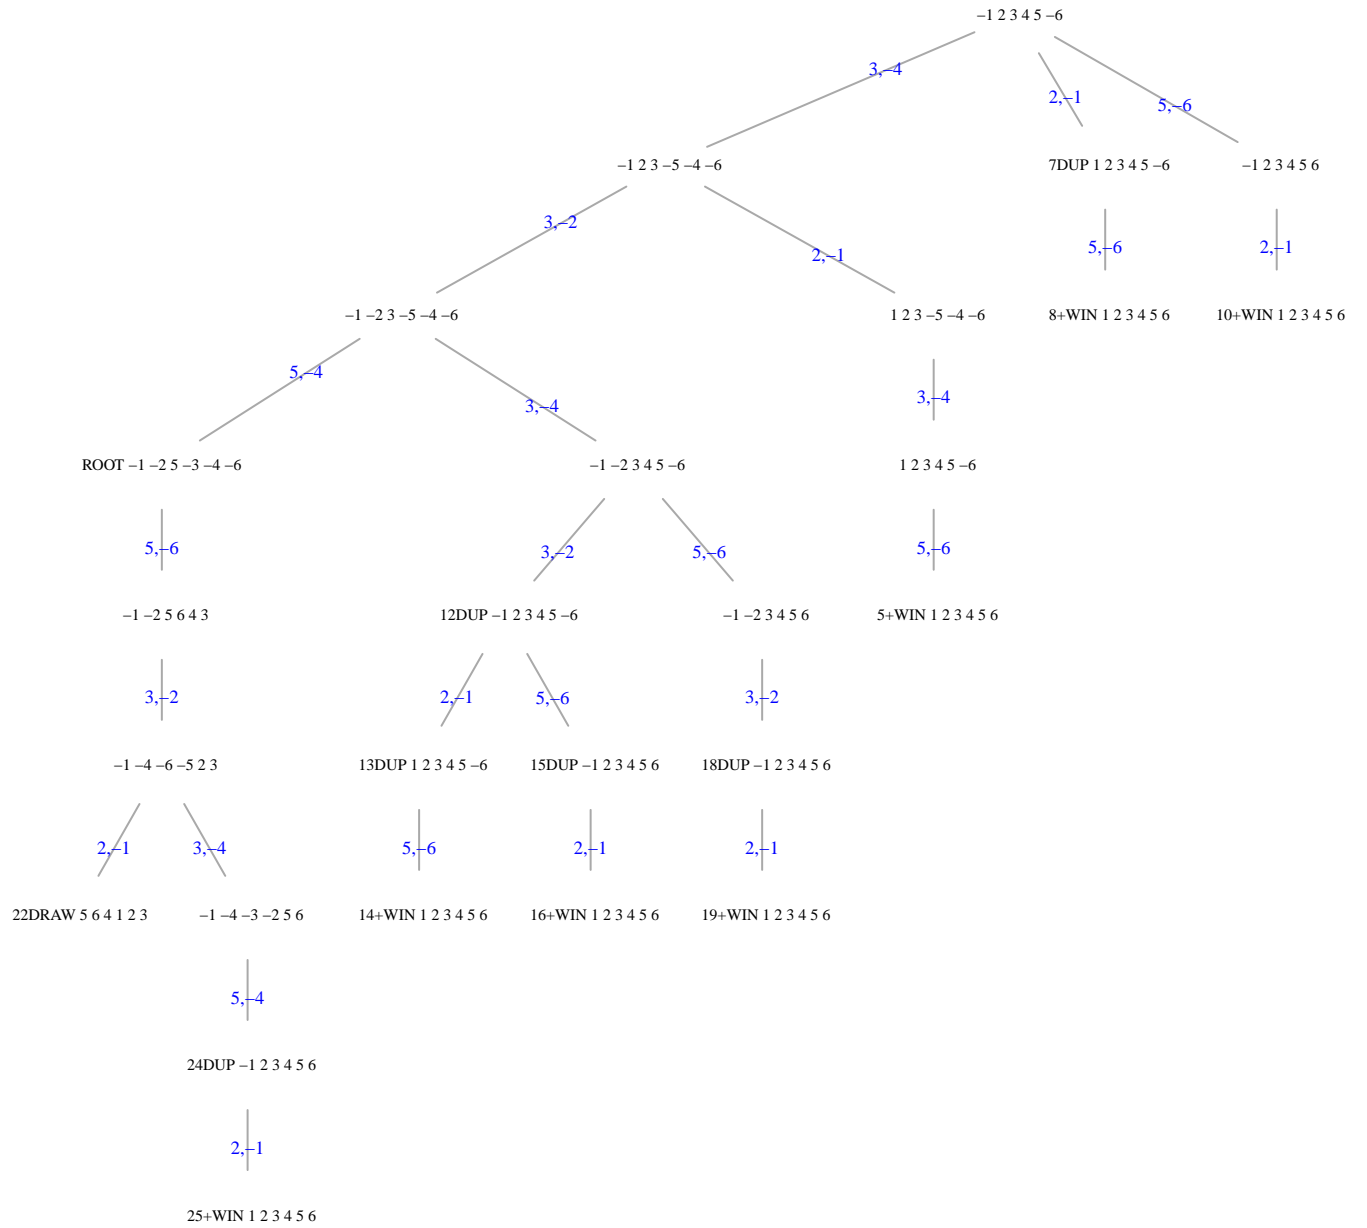 −1 2 3 4 5 −6
3,−4
2,−1
5,−6
−1 2 3 −5 −4 −6
7DUP 1 2 3 4 5 −6
−1 2 3 4 5 6
3,−2
2,−1
5,−6
2,−1
−1 −2 3 −5 −4 −6
1 2 3 −5 −4 −6
8+WIN 1 2 3 4 5 6
10+WIN 1 2 3 4 5 6
5,−4
3,−4
3,−4
ROOT −1 −2 5 −3 −4 −6
−1 −2 3 4 5 −6
1 2 3 4 5 −6
5,−6
3,−2
5,−6
5,−6
−1 −2 5 6 4 3
12DUP −1 2 3 4 5 −6
−1 −2 3 4 5 6
5+WIN 1 2 3 4 5 6
3,−2
2,−1
5,−6
3,−2
−1 −4 −6 −5 2 3
13DUP 1 2 3 4 5 −6
15DUP −1 2 3 4 5 6
18DUP −1 2 3 4 5 6
2,−1
3,−4
5,−6
2,−1
2,−1
22DRAW 5 6 4 1 2 3
−1 −4 −3 −2 5 6
14+WIN 1 2 3 4 5 6
16+WIN 1 2 3 4 5 6
19+WIN 1 2 3 4 5 6
5,−4
24DUP −1 2 3 4 5 6
2,−1
25+WIN 1 2 3 4 5 6